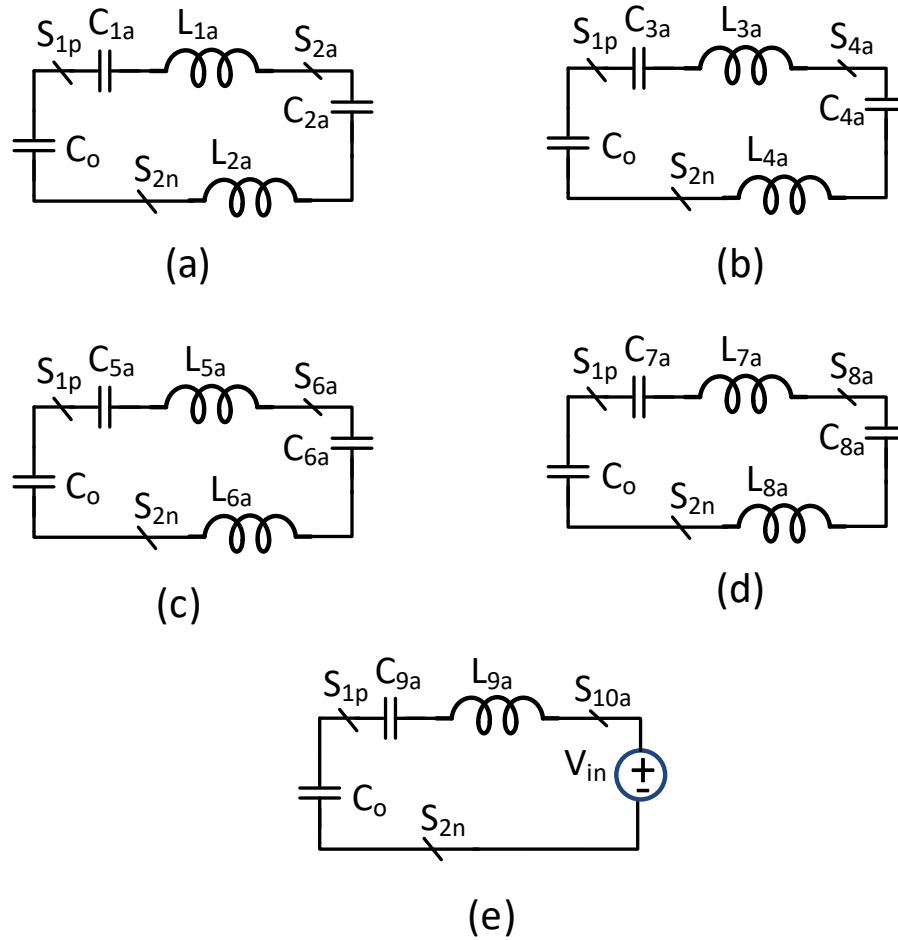 S1p C1a L1a S2a
C2a
Co
L2a
S2n
(a)
S1p C3a L3a S4a
C4a
Co
L4a
S2n
(b)
S1p C5a L5a S6a
C6a
Co
L6a
S2n
(c)
S1p C7a L7a S8a
C8a
Co
L8a
S2n
(d)
S1p C9a L9a S10a
Vin
+
-
Co
S2n
(e)